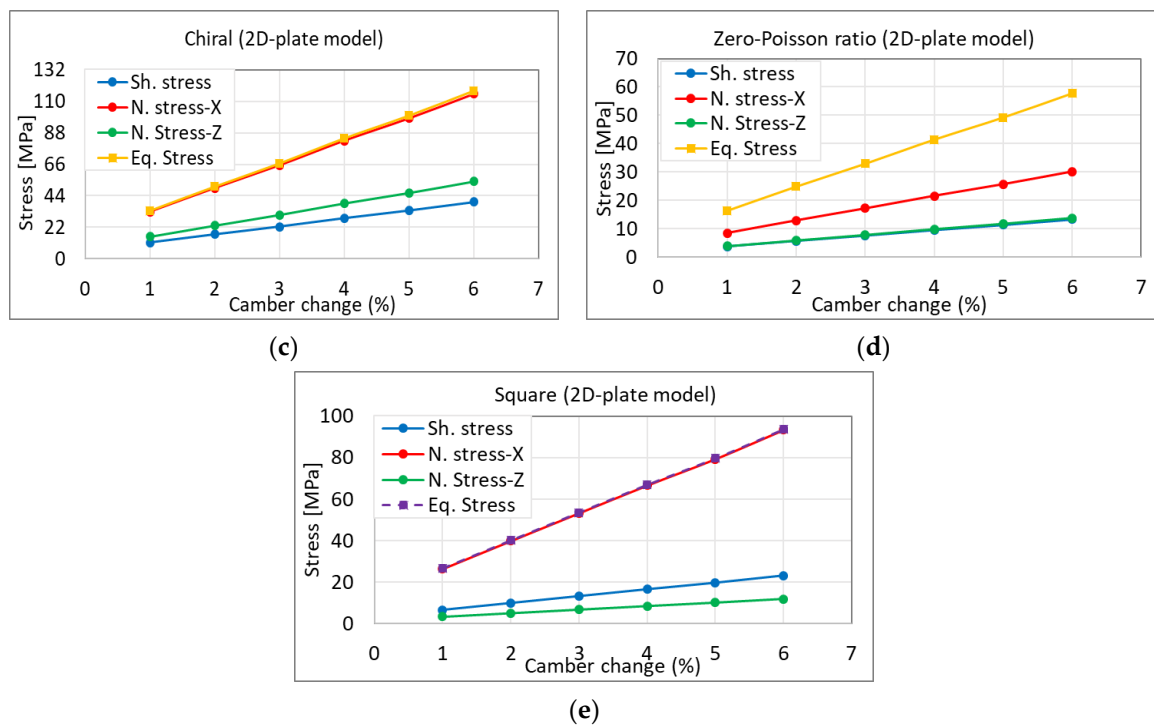 Chiral (2D-plate model)
132
110
88
66
44
22
0
Stress [MPa]
Sh. stress
N. stress-X
N. Stress-Z
Eq. Stress
0 1 2 3 4 5 6 7
Camber change (%)
(c)
Zero-Poisson ratio (2D-plate model)
70
60
50
40
30
20
10
0
Stress [MPa]
Sh. stress
N. stress-X
N. Stress-Z
Eq. Stress
0 1 2 3 4 5 6 7
Camber change (%)
(d)
Square (2D-plate model)
100
80
60
40
20
0
Stress [MPa]
Sh. stress
N. stress-X
N. Stress-Z
Eq. Stress
0 1 2 3 4 5 6 7
Camber change (%)
(e)